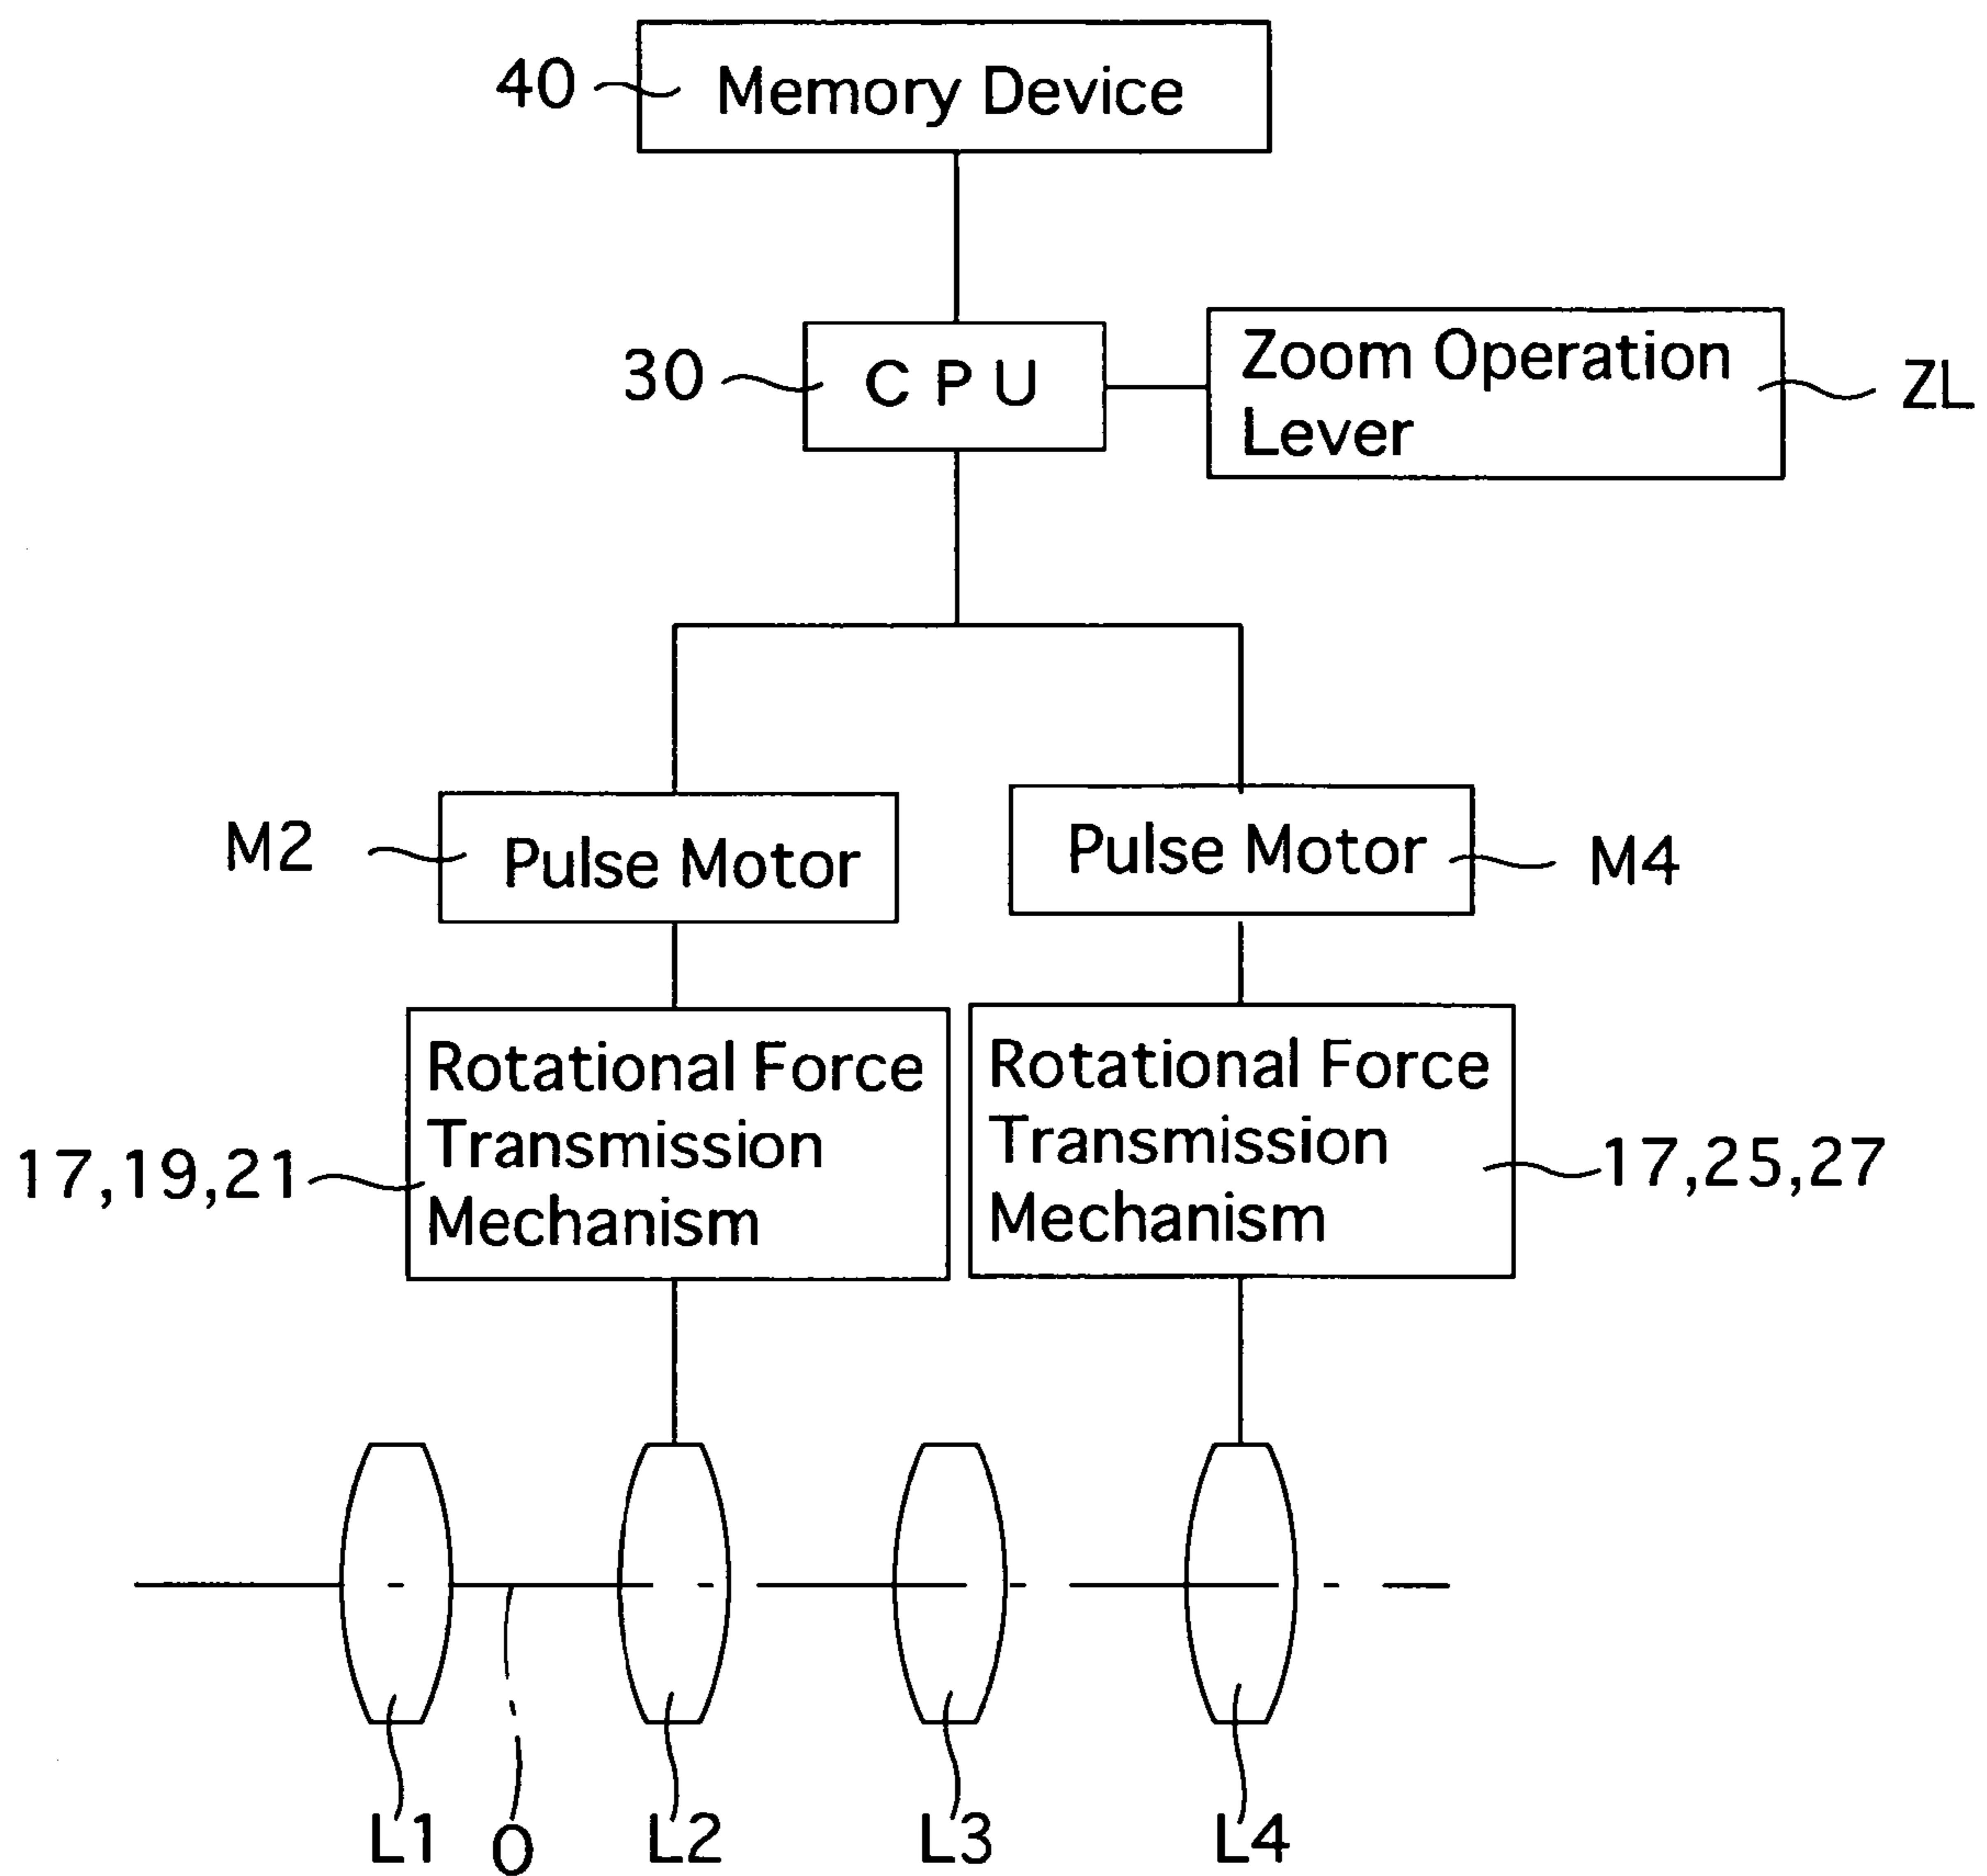 40
Memory Device
30
C P U
Zoom Operation
Lever
ZL
M2
Pulse Motor
Pulse Motor
M4
17,19,21
Rotational Force
Transmission
Mechanism
Rotational Force
Transmission
Mechanism
17,25,27
L1
O
L2
L3
L4